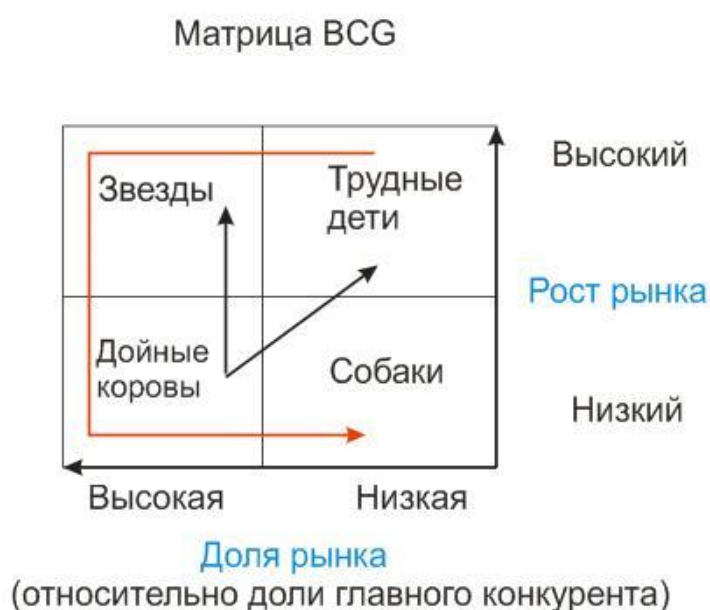 Матрица BCG
Высокий
Звезды
Трудные
дети
Рост рынка
Дойные
коровы
Собаки
Низкий
Высокая
Низкая
Доля рынка
(относительно доли главного конкурента)